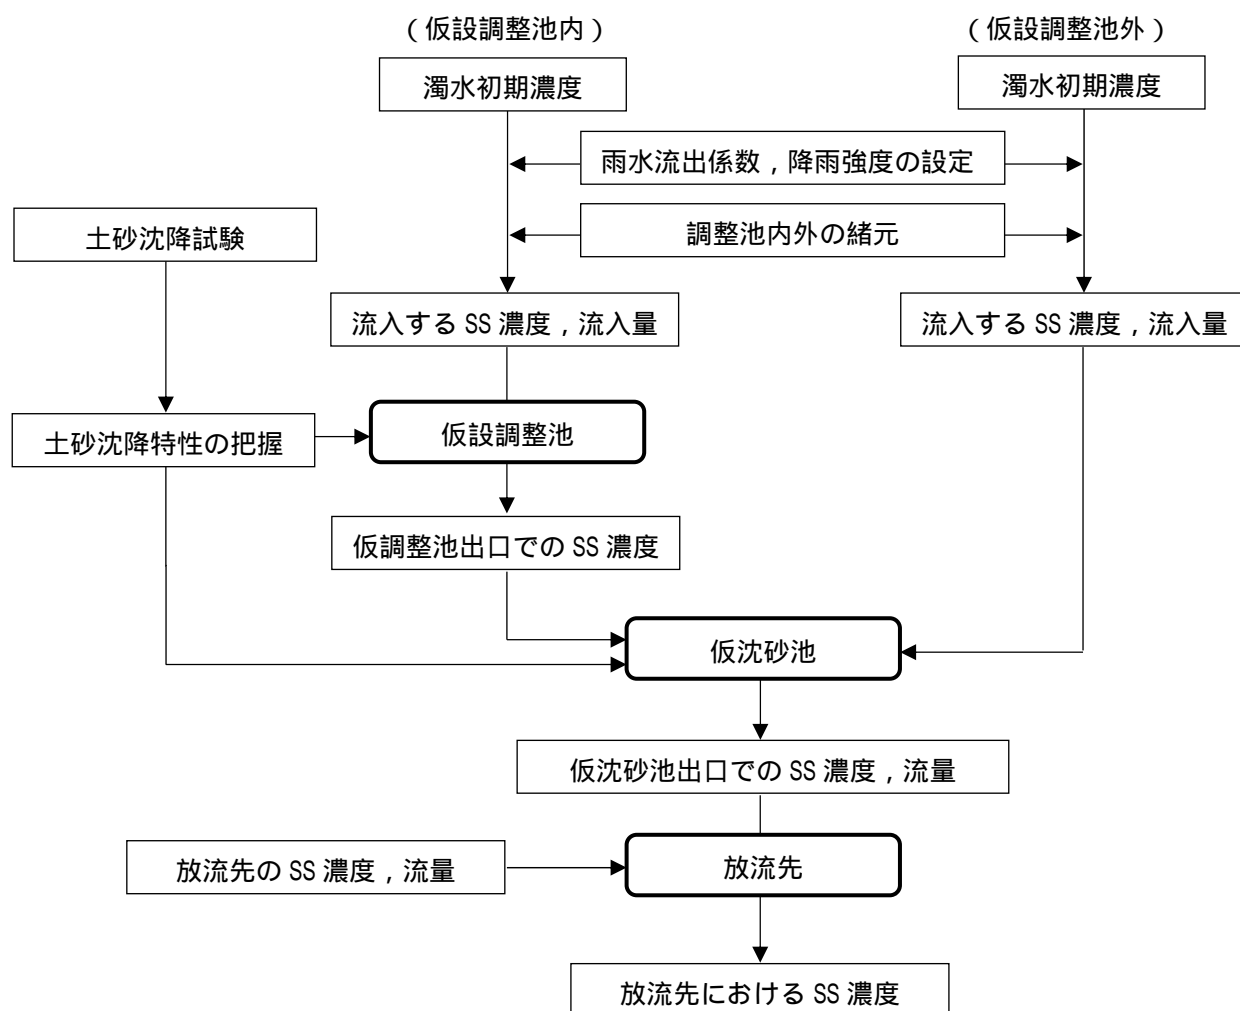 （仮設調整池内）
（仮設調整池外）
濁水初期濃度
濁水初期濃度
雨水流出係数，降雨強度の設定
土砂沈降試験
調整池内外の緒元
流入する SS 濃度，流入量
流入する SS 濃度，流入量
土砂沈降特性の把握
仮設調整池
仮調整池出口での SS 濃度
仮沈砂池
仮沈砂池出口での SS 濃度，流量
放流先の SS 濃度，流量
放流先
放流先における SS 濃度